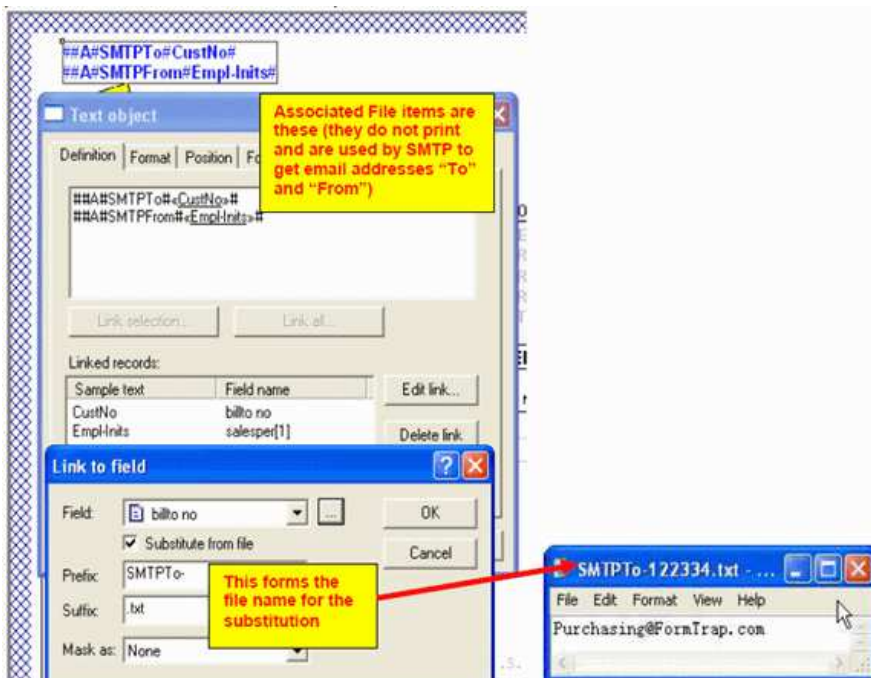 ##A#SMTPTo#CustNo#
##A#SMTPFrom#Empl-Inits#
Text object
Associated File items are
these (they do not print
and are used by SMTP to
get email addresses “To”
and “From”)
Definition Format Position
##A#SMTPTo#«CustNo»#
##A#SMTPFrom#«Empl-Inits»#
Link selection... Link all...
Linked records:
Sample text Field name Edit link...
CustNo billto no
Empl-Inits salesper[1] Delete link
Link to field
Field: billto no ... OK
Substitute from file
Cancel
Prefix: SMTPTo-
This forms the
file name for the
substitution
Suffix: .txt
Mask as: None
SMTPTo-122334.txt - ...
File Edit Format View Help
Purchasing@FormTrap.com